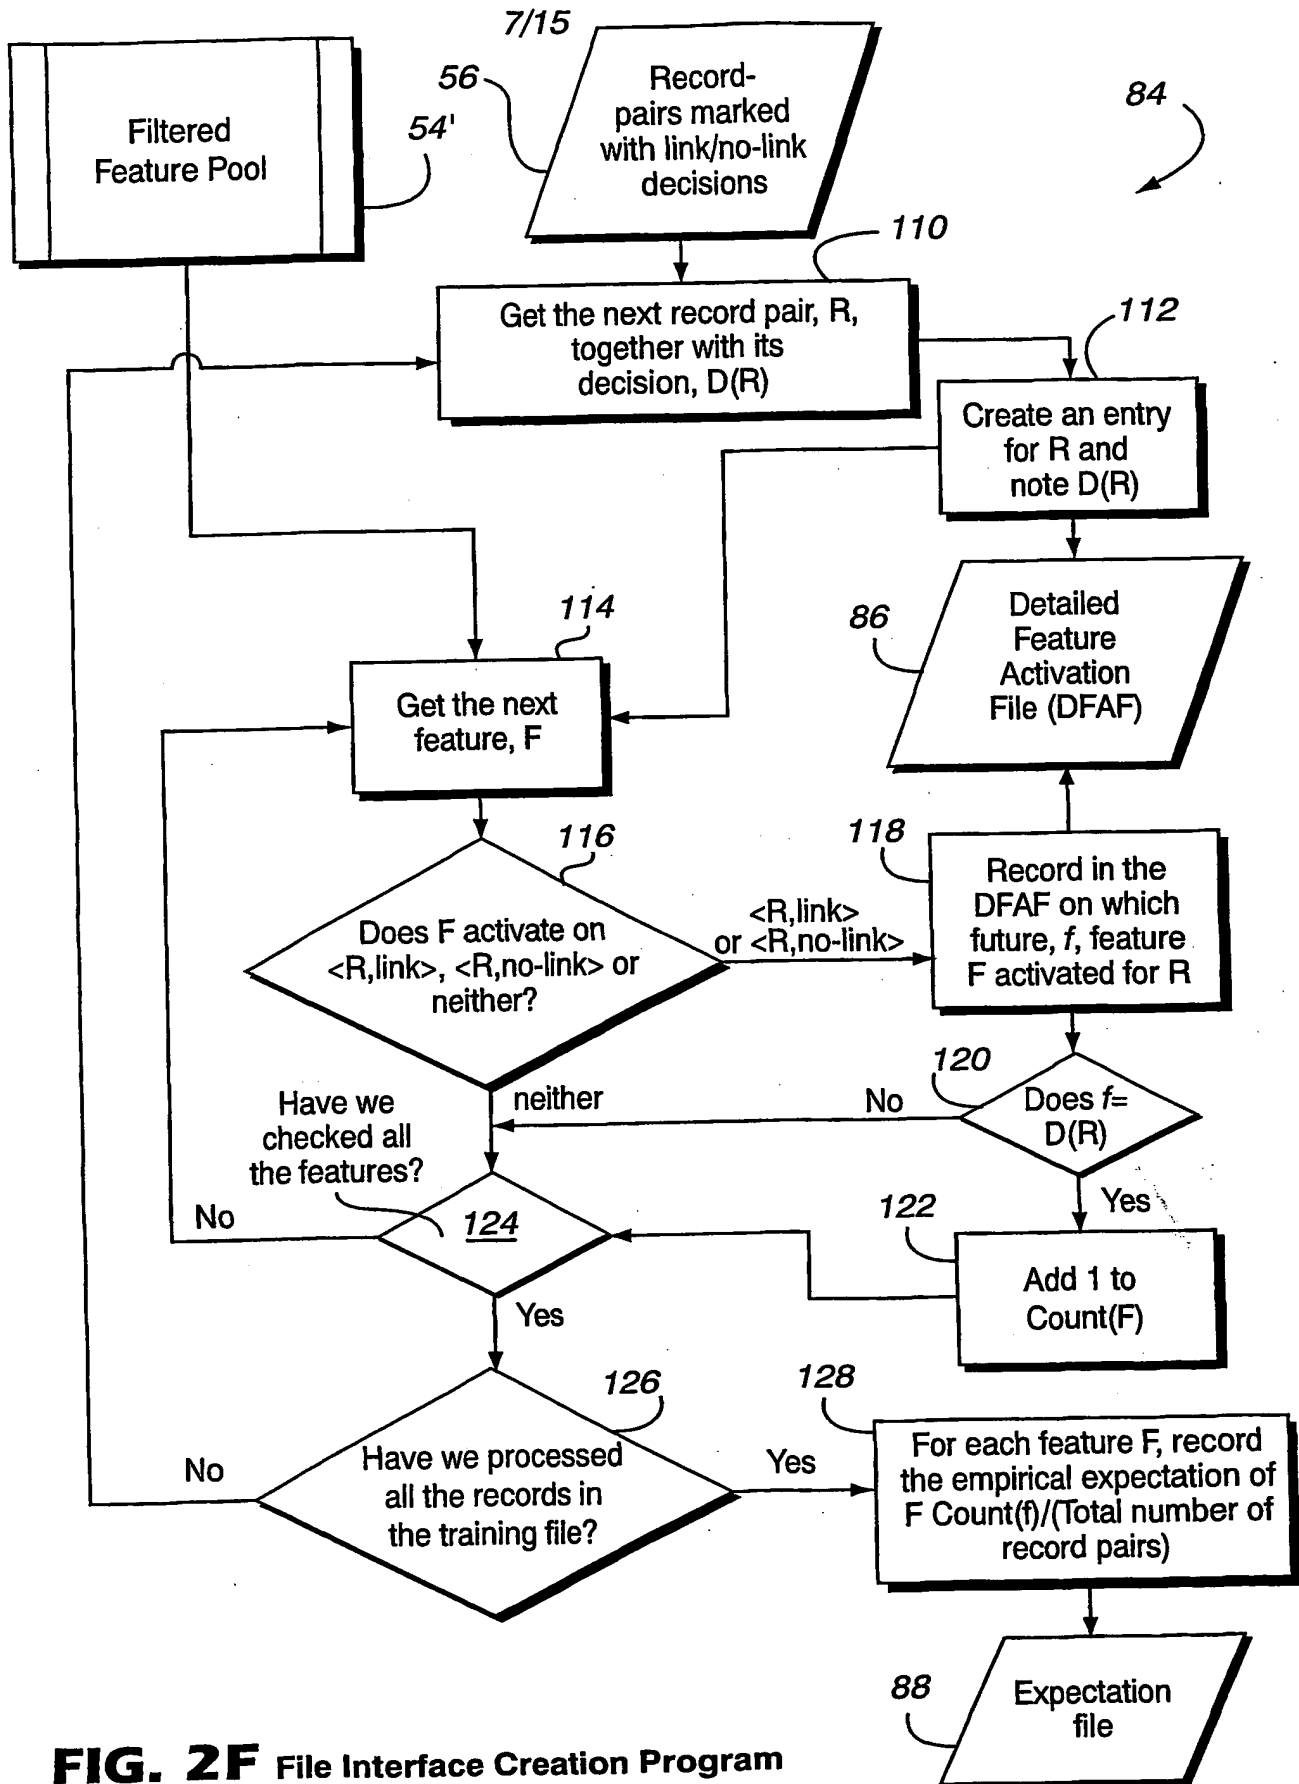 7/15
Filtered
Feature Pool
54'
56
Record-
pairs marked
with link/no-link
decisions
84
110
Get the next record pair, R,
together with its
decision, D(R)
112
Create an entry
for R and
note D(R)
86
Detailed
Feature
Activation
File (DFAF)
114
Get the next
feature, F
116
Does F activate on
<R,link>, <R,no-link> or
neither?
<R,link>
or <R,no-link>
118
Record in the
DFAF on which
future, f, feature
F activated for R
120
Does f=
D(R)
No
neither
Have we
checked all
the features?
124
No
Yes
Yes
122
Add 1 to
Count(F)
126
Have we processed
all the records in
the training file?
No
Yes
128
For each feature F, record
the empirical expectation of
F Count(f)/(Total number of
record pairs)
88
Expectation
file
FIG. 2F File Interface Creation Program